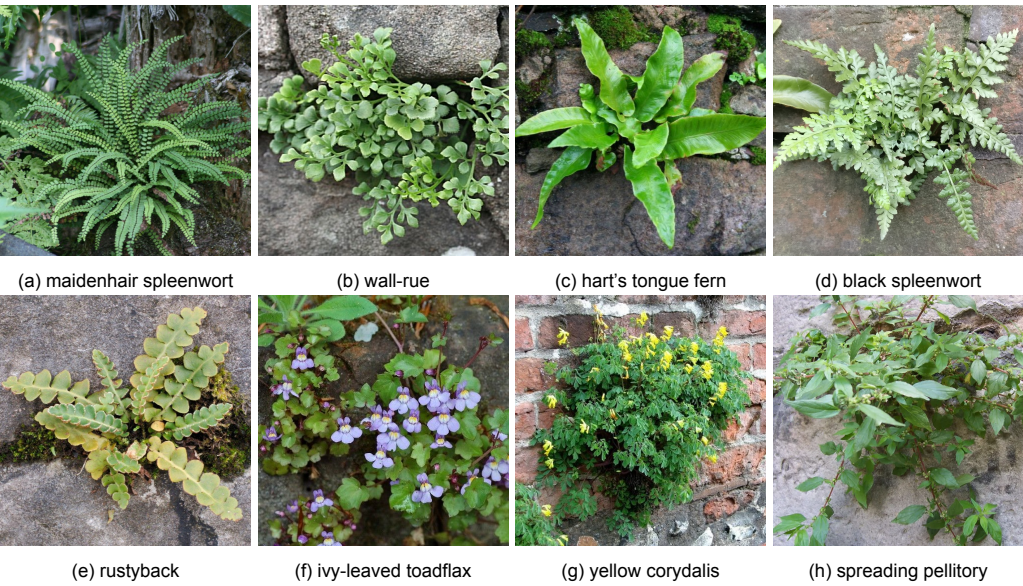 (a) maidenhair spleenwort
(b) wall-rue
(c) hart's tongue fern
(d) black spleenwort
(e) rustyback
(f) ivy-leaved toadflax
(g) yellow corydalis
(h) spreading pellitory